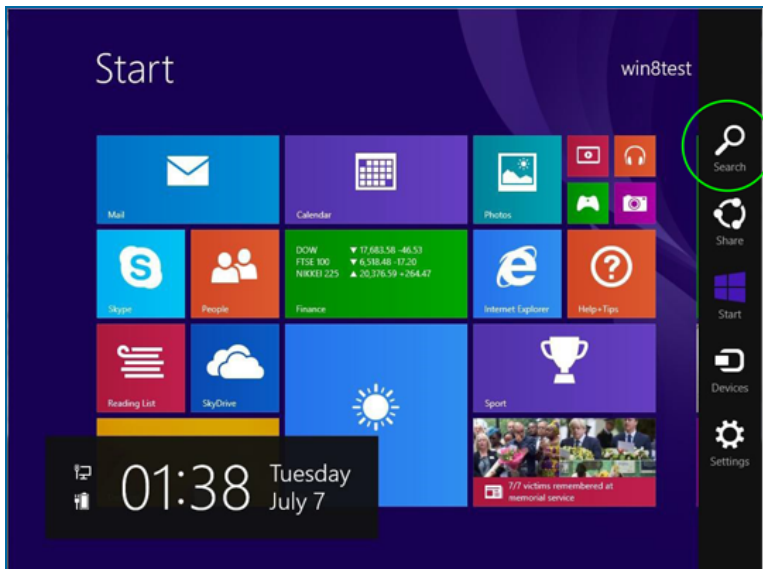 Start
win8test
Mail
Calendar
Photos
Skype
People
DOW ▼ 17,683.58 -46.53
FTSE 100 ▼ 6,518.48 -17.20
NIKKEI 225 ▲ 20,376.59 +264.47
Finance
Internet Explorer
Help+Tips
Reading List
SkyDrive
Sport
7/7 victims remembered at
memorial service
01:38
Tuesday
July 7
Search
Share
Start
Devices
Settings